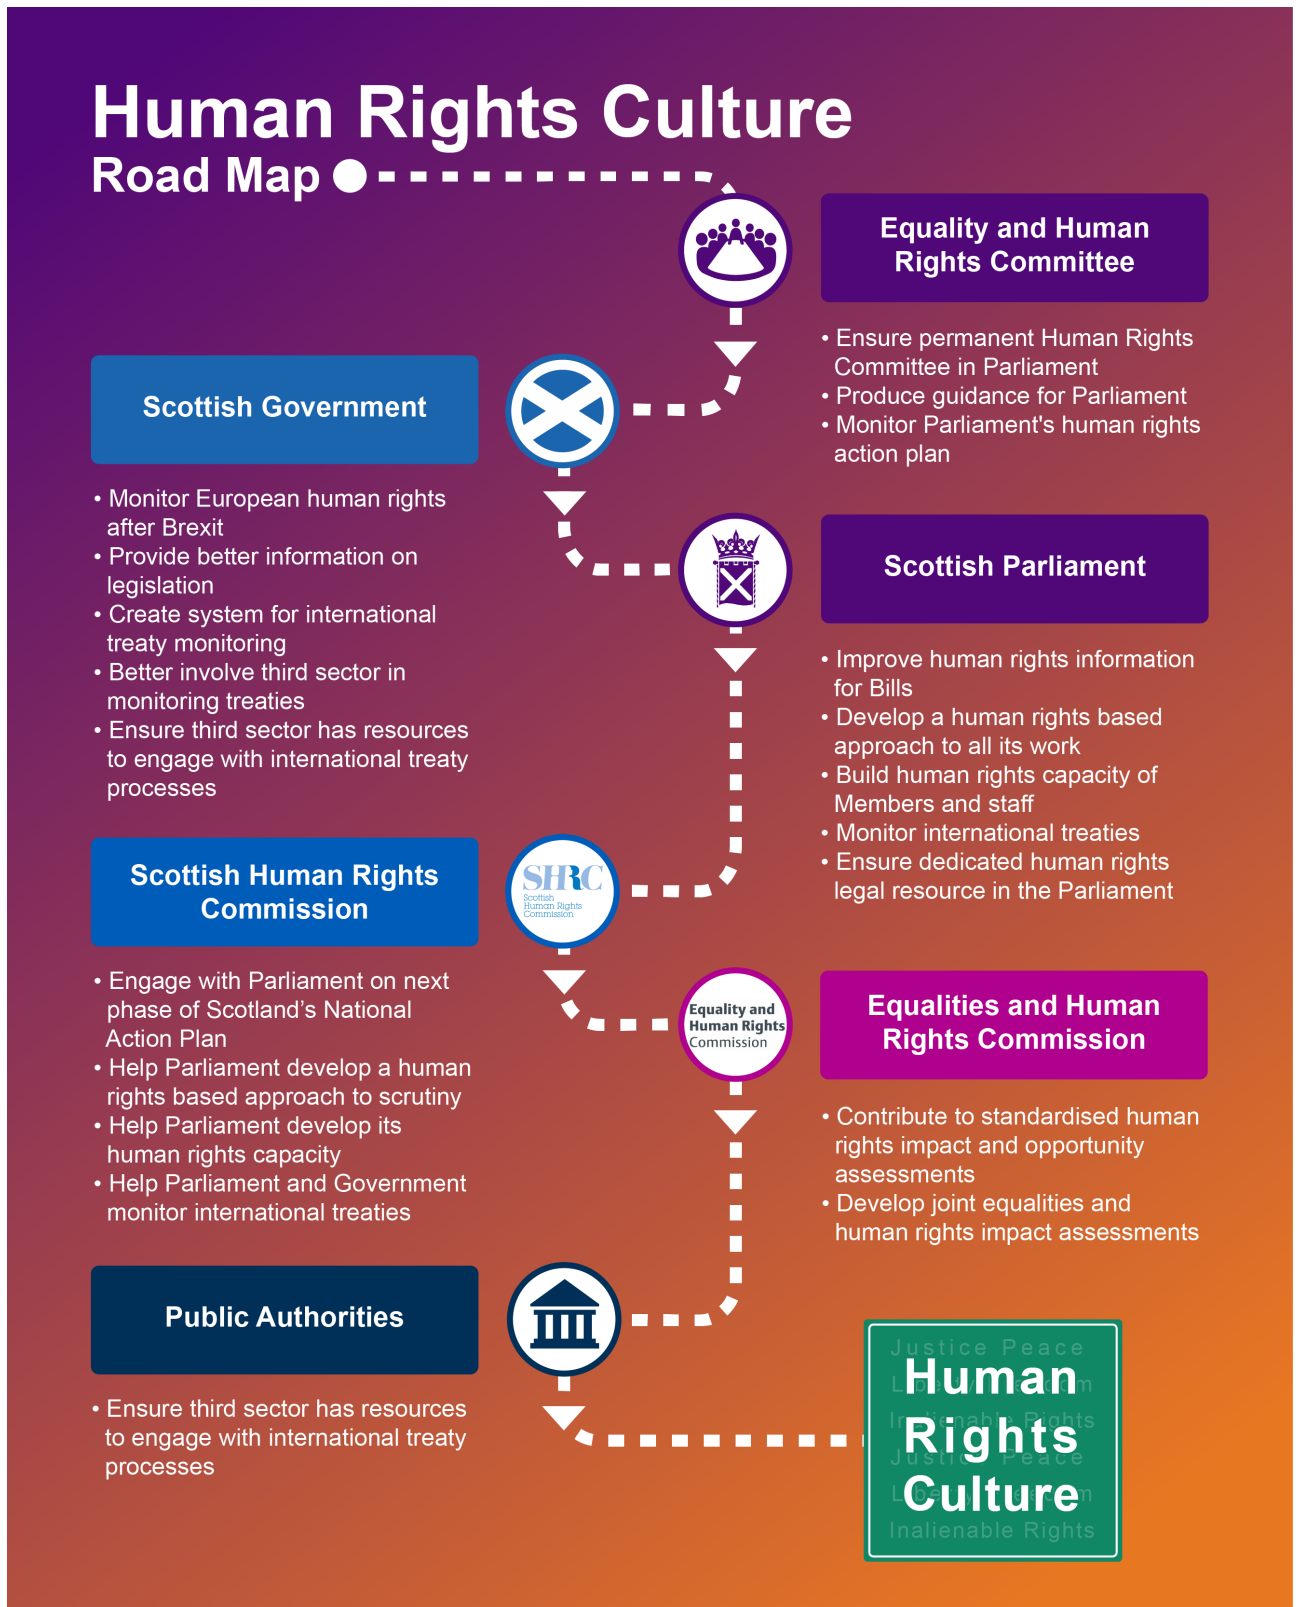 Human Rights Culture
Road Map
Equality and Human
Rights Committee
• Ensure permanent Human Rights
Committee in Parliament
• Produce guidance for Parliament
• Monitor Parliament's human rights
action plan
Scottish Government
• Monitor European human rights
after Brexit
• Provide better information on
legislation
• Create system for international
treaty monitoring
• Better involve third sector in
monitoring treaties
• Ensure third sector has resources
to engage with international treaty
processes
Scottish Parliament
• Improve human rights information
for Bills
• Develop a human rights based
approach to all its work
• Build human rights capacity of
Members and staff
• Monitor international treaties
• Ensure dedicated human rights
legal resource in the Parliament
Scottish Human Rights
Commission
SHRC
Scottish
Human Rights
Commission
• Engage with Parliament on next
phase of Scotland’s National
Action Plan
• Help Parliament develop a human
rights based approach to scrutiny
• Help Parliament develop its
human rights capacity
• Help Parliament and Government
monitor international treaties
Equality and
Human Rights
Commission
Equalities and Human
Rights Commission
• Contribute to standardised human
rights impact and opportunity
assessments
• Develop joint equalities and
human rights impact assessments
Public Authorities
• Ensure third sector has resources
to engage with international treaty
processes
Justice Peace
Human
Liberty Freedom
Inalienable Rights
Rights
Justice Peace
Culture
Liberty Freedom
Inalienable Rights